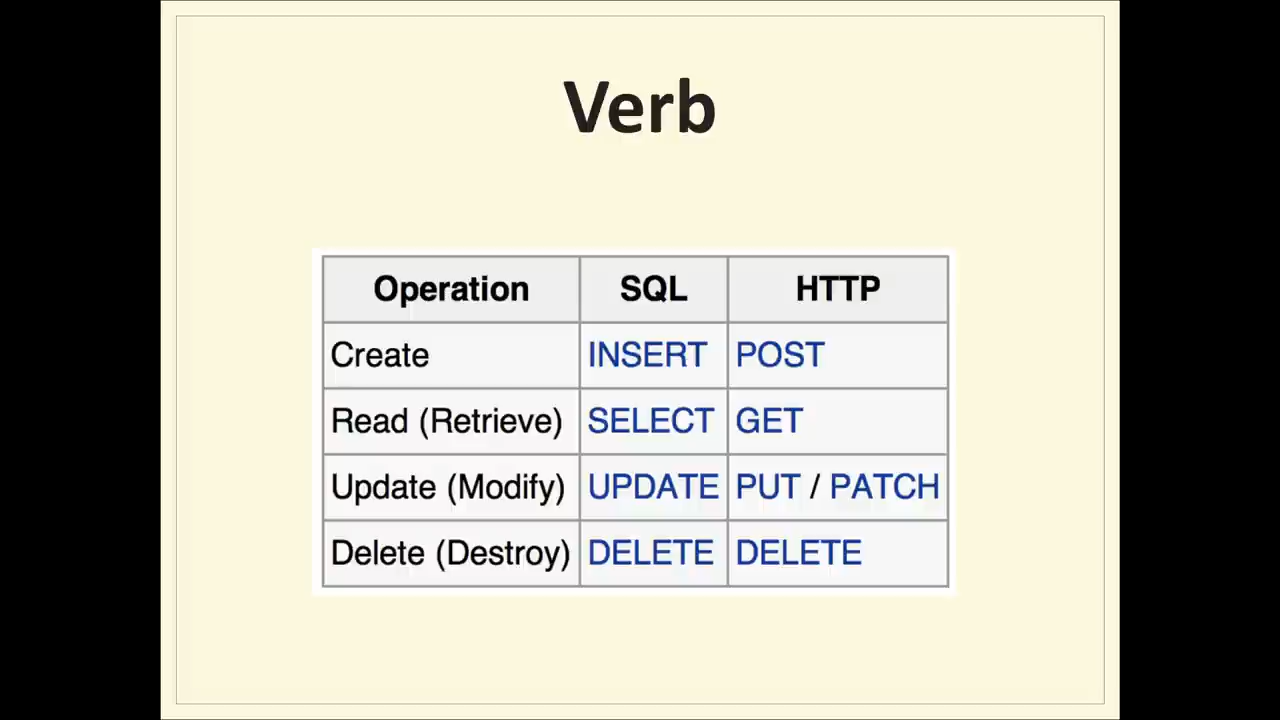 Verb
Operation SQL HTTP
Create INSERT POST
Read (Retrieve) SELECT GET
Update (Modify) UPDATE PUT / PATCH
Delete (Destroy) DELETE DELETE